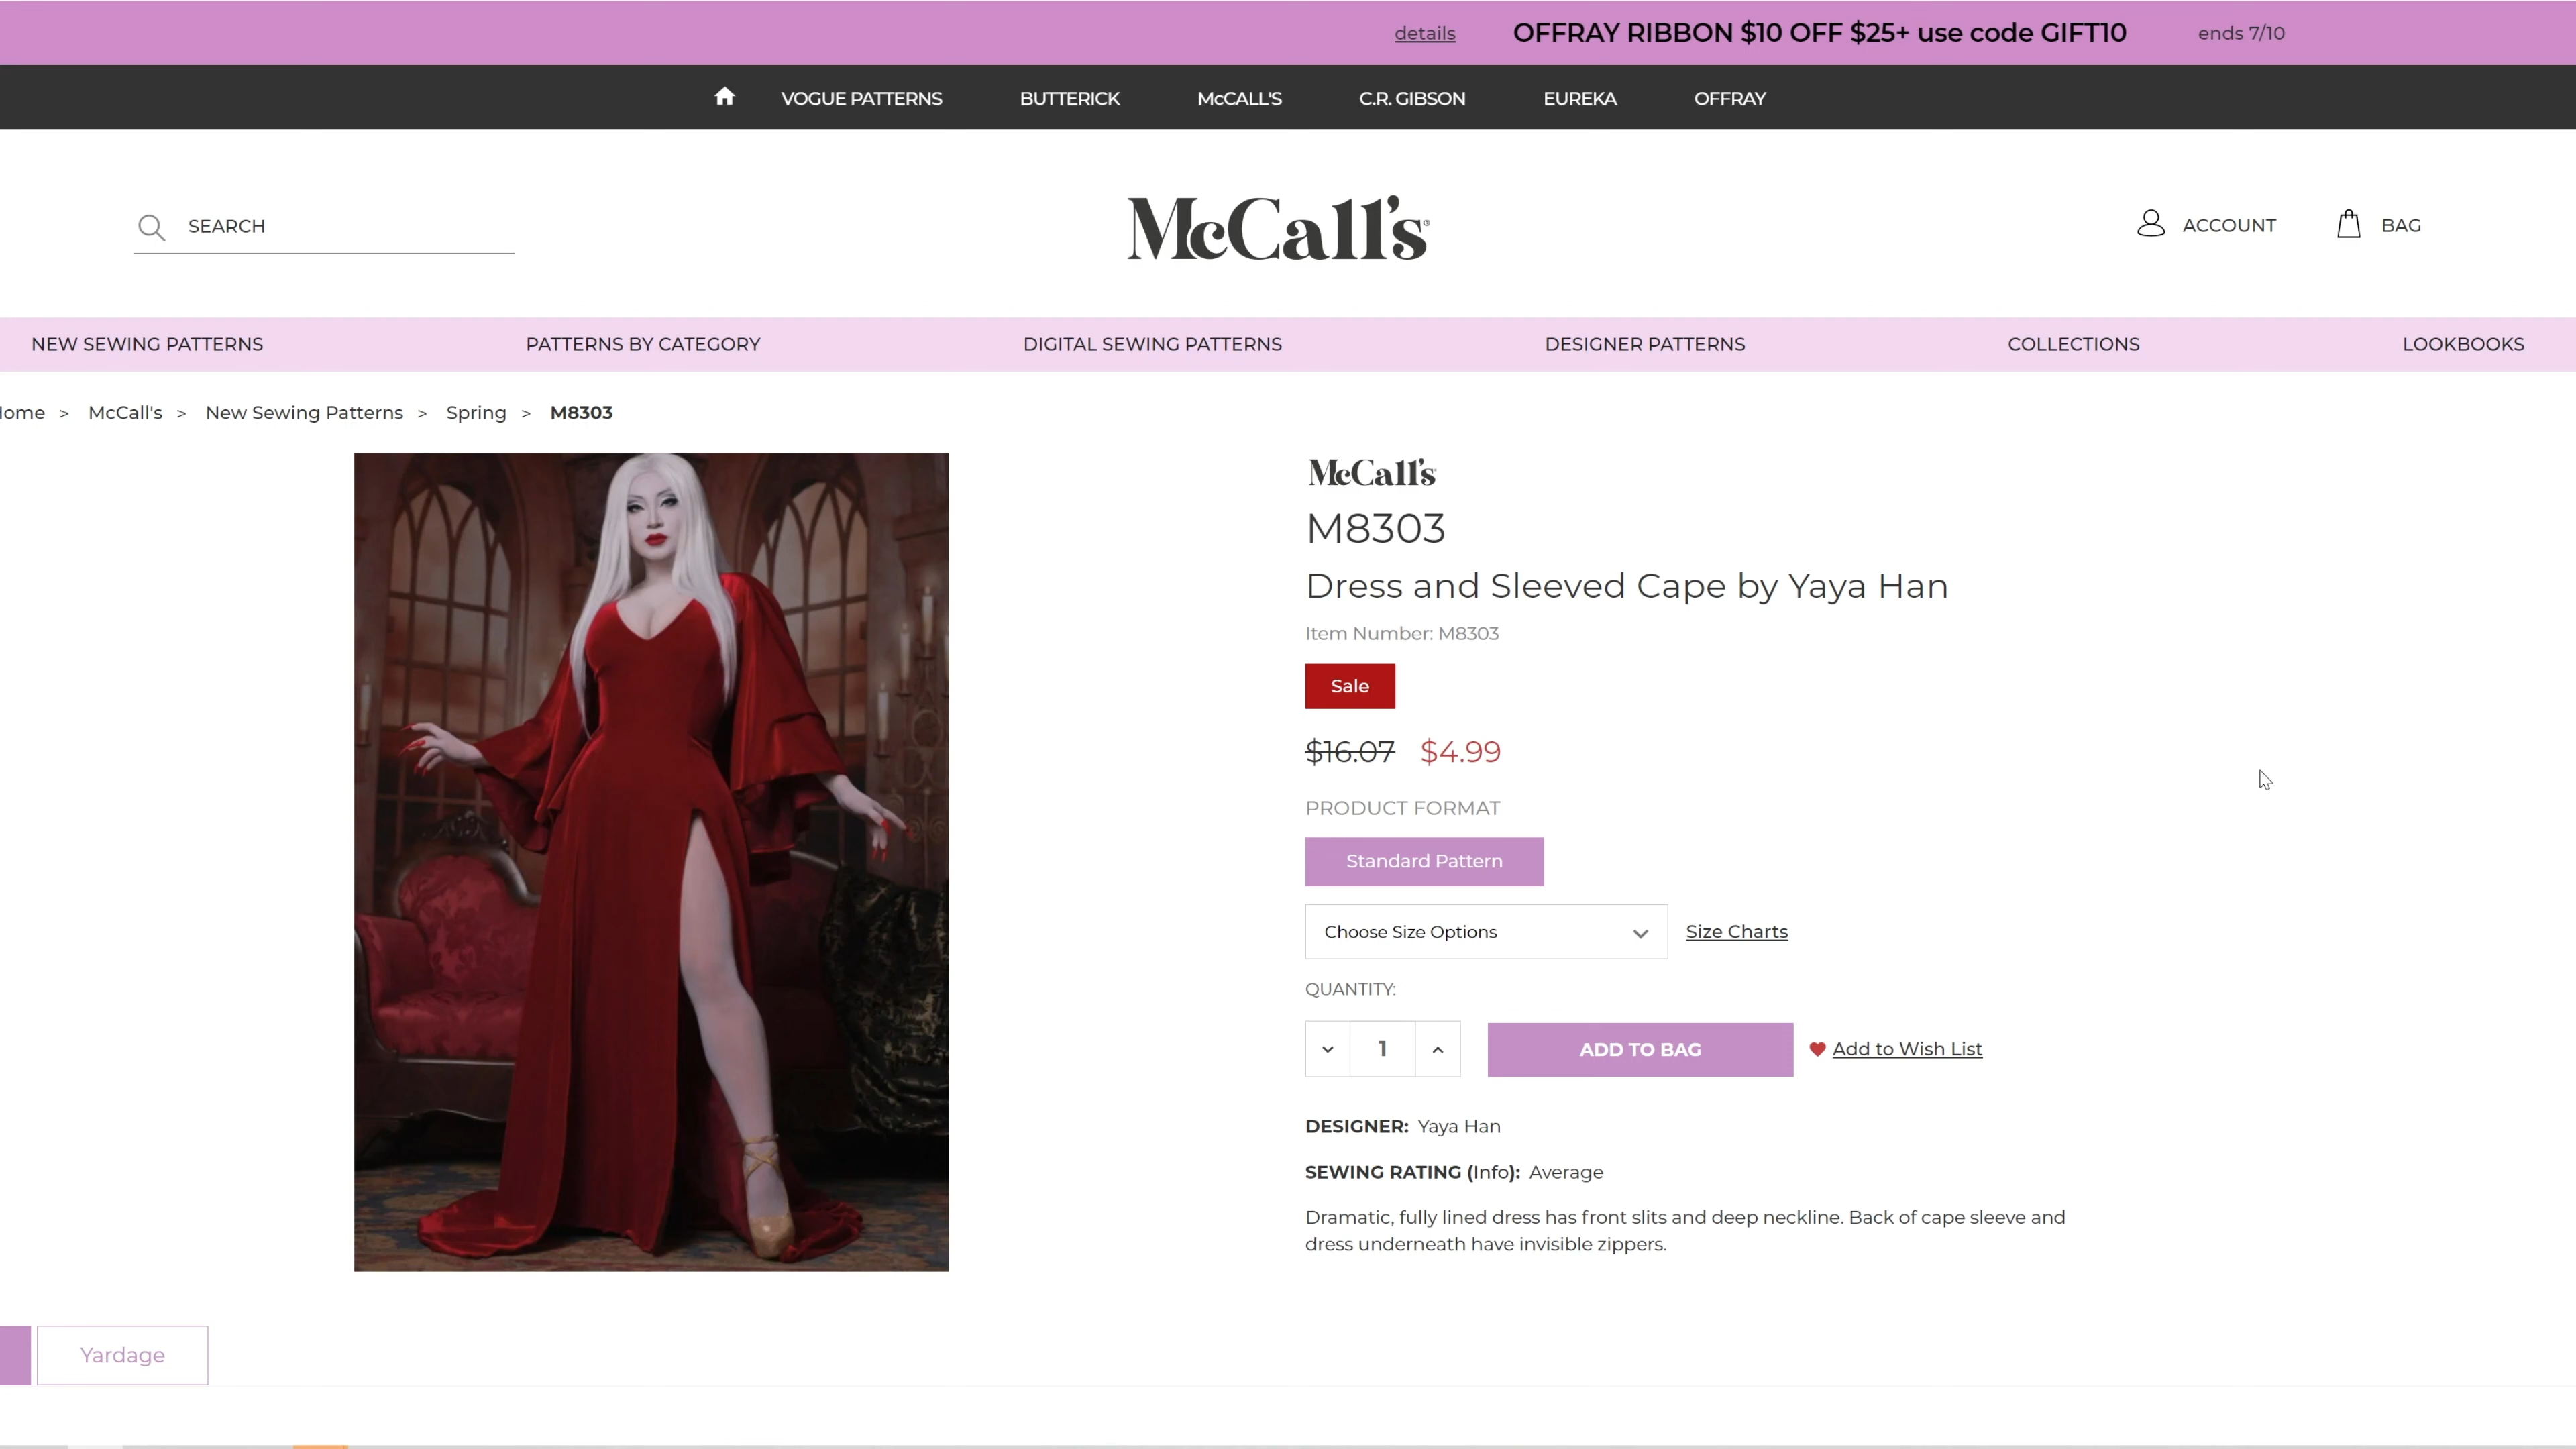 details OFFRAY RIBBON $10 OFF $25+ use code GIFT10 ends 7/10
VOGUE PATTERNS BUTTERICK McCALL'S C.R. GIBSON EUREKA OFFRAY
SEARCH
McCall's®
ACCOUNT BAG
NEW SEWING PATTERNS PATTERNS BY CATEGORY DIGITAL SEWING PATTERNS DESIGNER PATTERNS COLLECTIONS LOOKBOOKS
ome > McCall's > New Sewing Patterns > Spring > M8303
McCall's
M8303
Dress and Sleeved Cape by Yaya Han
Item Number: M8303
Sale
$16.07 $4.99
PRODUCT FORMAT
Standard Pattern
Choose Size Options Size Charts
QUANTITY:
1 ADD TO BAG Add to Wish List
DESIGNER: Yaya Han
SEWING RATING (Info): Average
Dramatic, fully lined dress has front slits and deep neckline. Back of cape sleeve and
dress underneath have invisible zippers.
Yardage